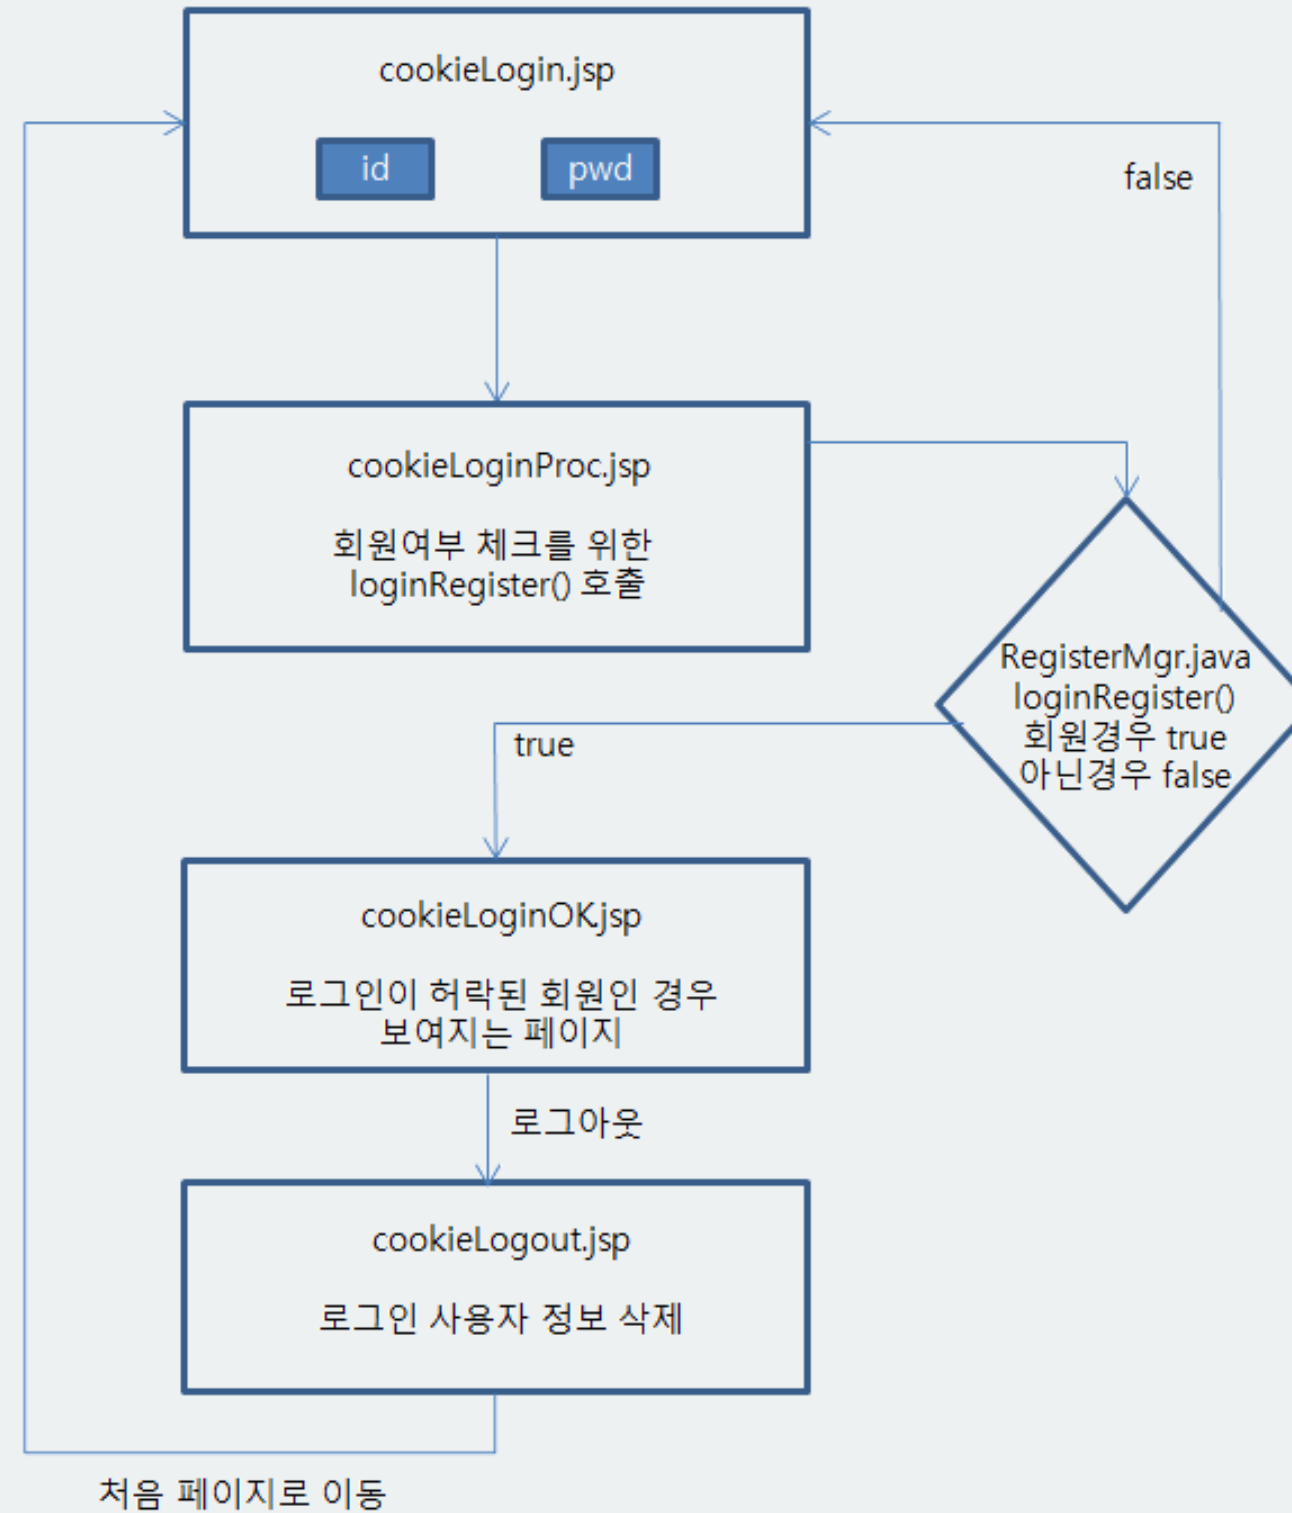 cookieLogin.jsp
id
pwd
false
cookieLoginProc.jsp
회원여부 체크를 위한
loginRegister() 호출
RegisterMgr.java
loginRegister()
회원경우 true
아닌경우 false
true
cookieLoginOK.jsp
로그인이 허락된 회원인 경우
보여지는 페이지
로그아웃
cookieLogout.jsp
로그인 사용자 정보 삭제
처음 페이지로 이동